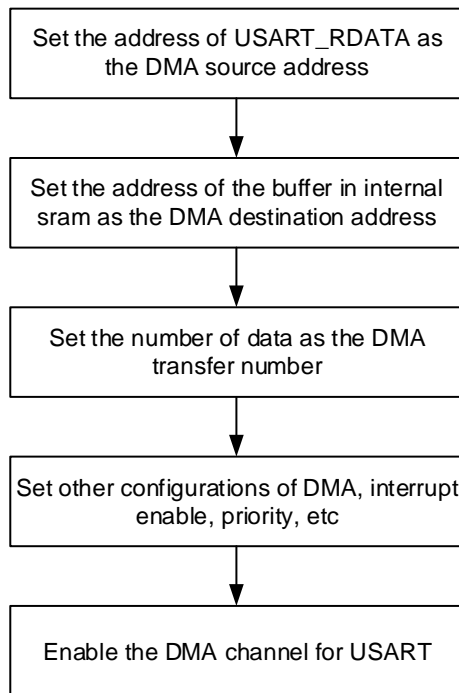 Set the address of USART_RDATA as
the DMA source address
Set the address of the buffer in internal
sram as the DMA destination address
Set the number of data as the DMA
transfer number
Set other configurations of DMA, interrupt
enable, priority, etc
Enable the DMA channel for USART